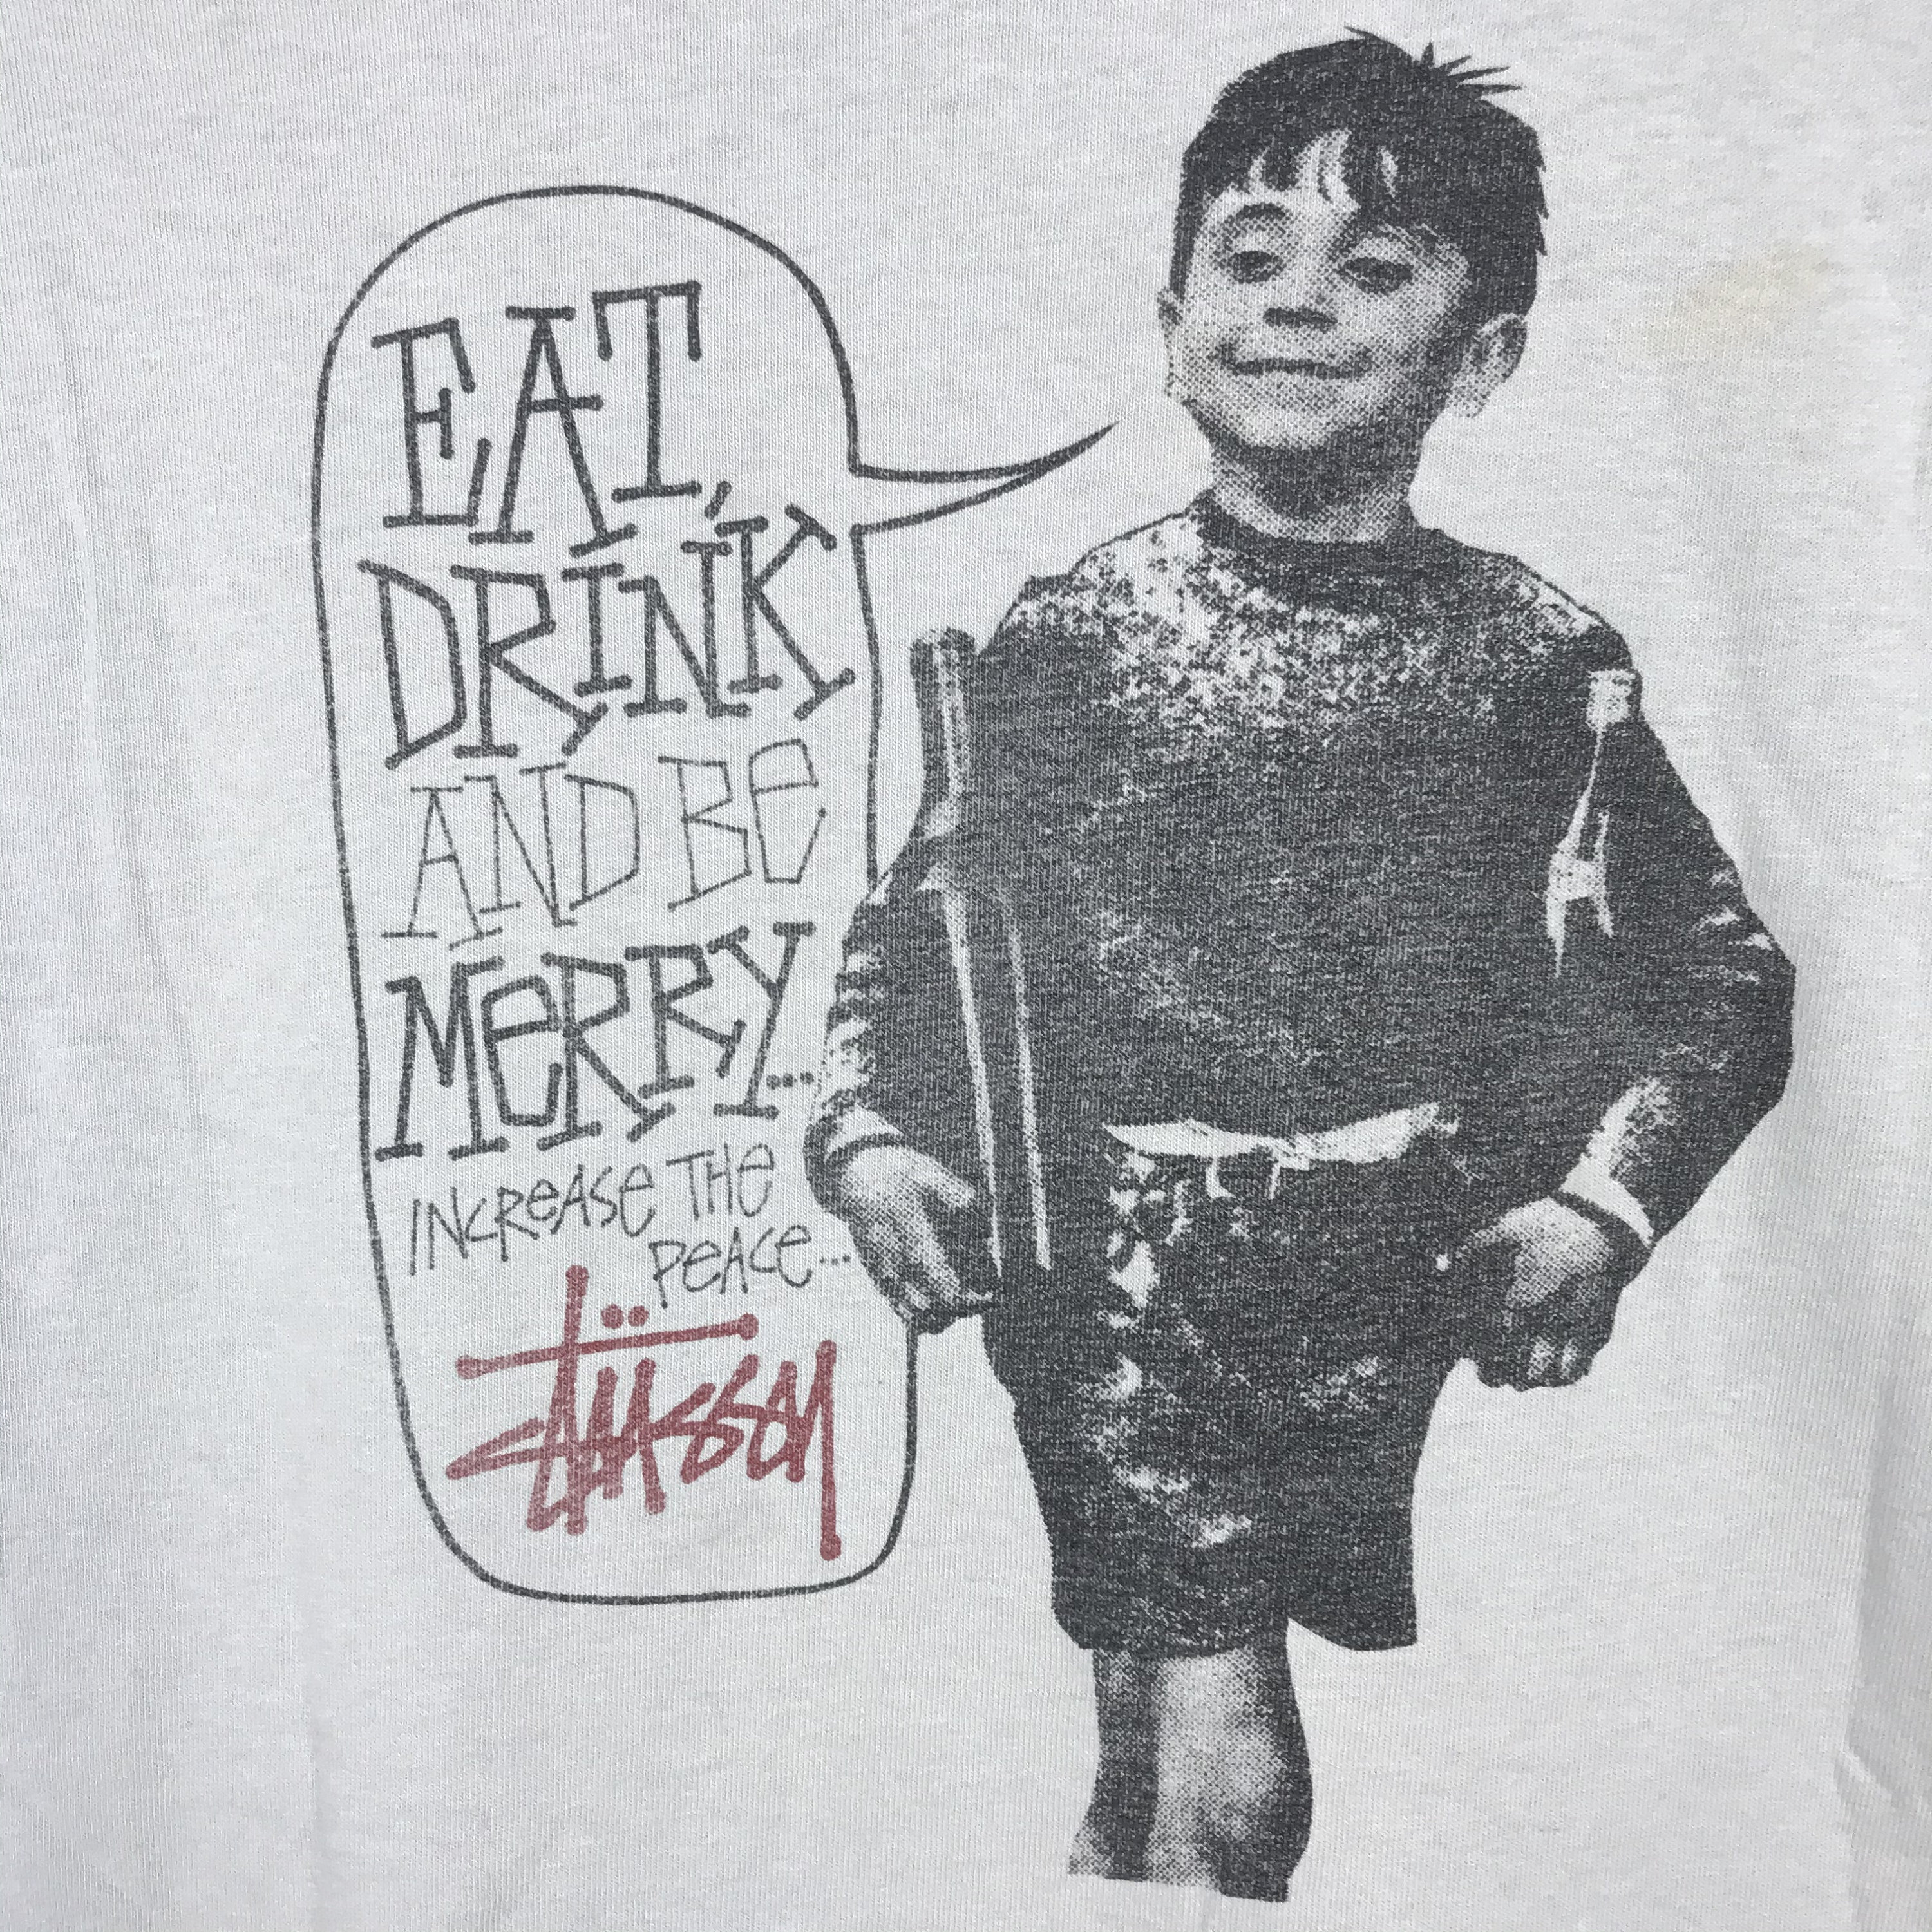 EAT,
DRINK
AND Be
MeRRY...
INCReASe THe
PeACe...
Stüssy